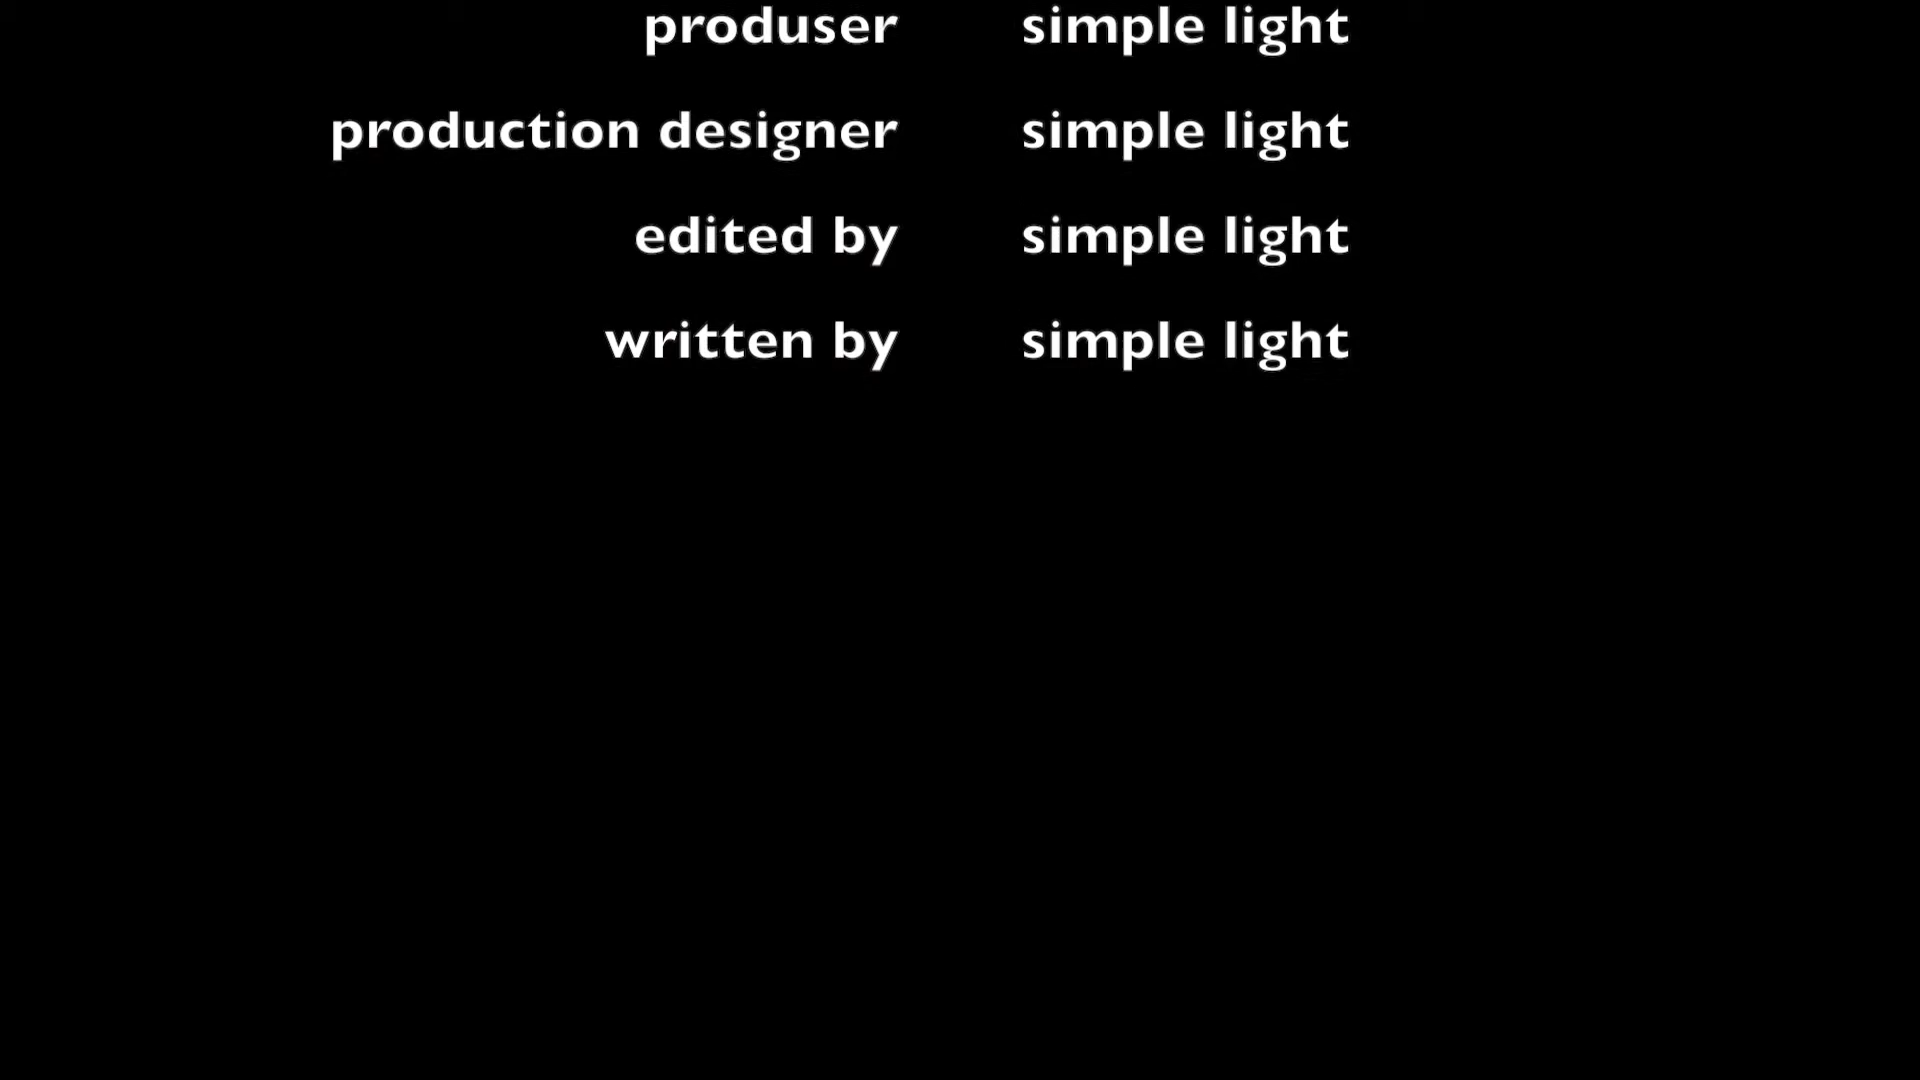 produser simple light
production designer simple light
edited by simple light
written by simple light